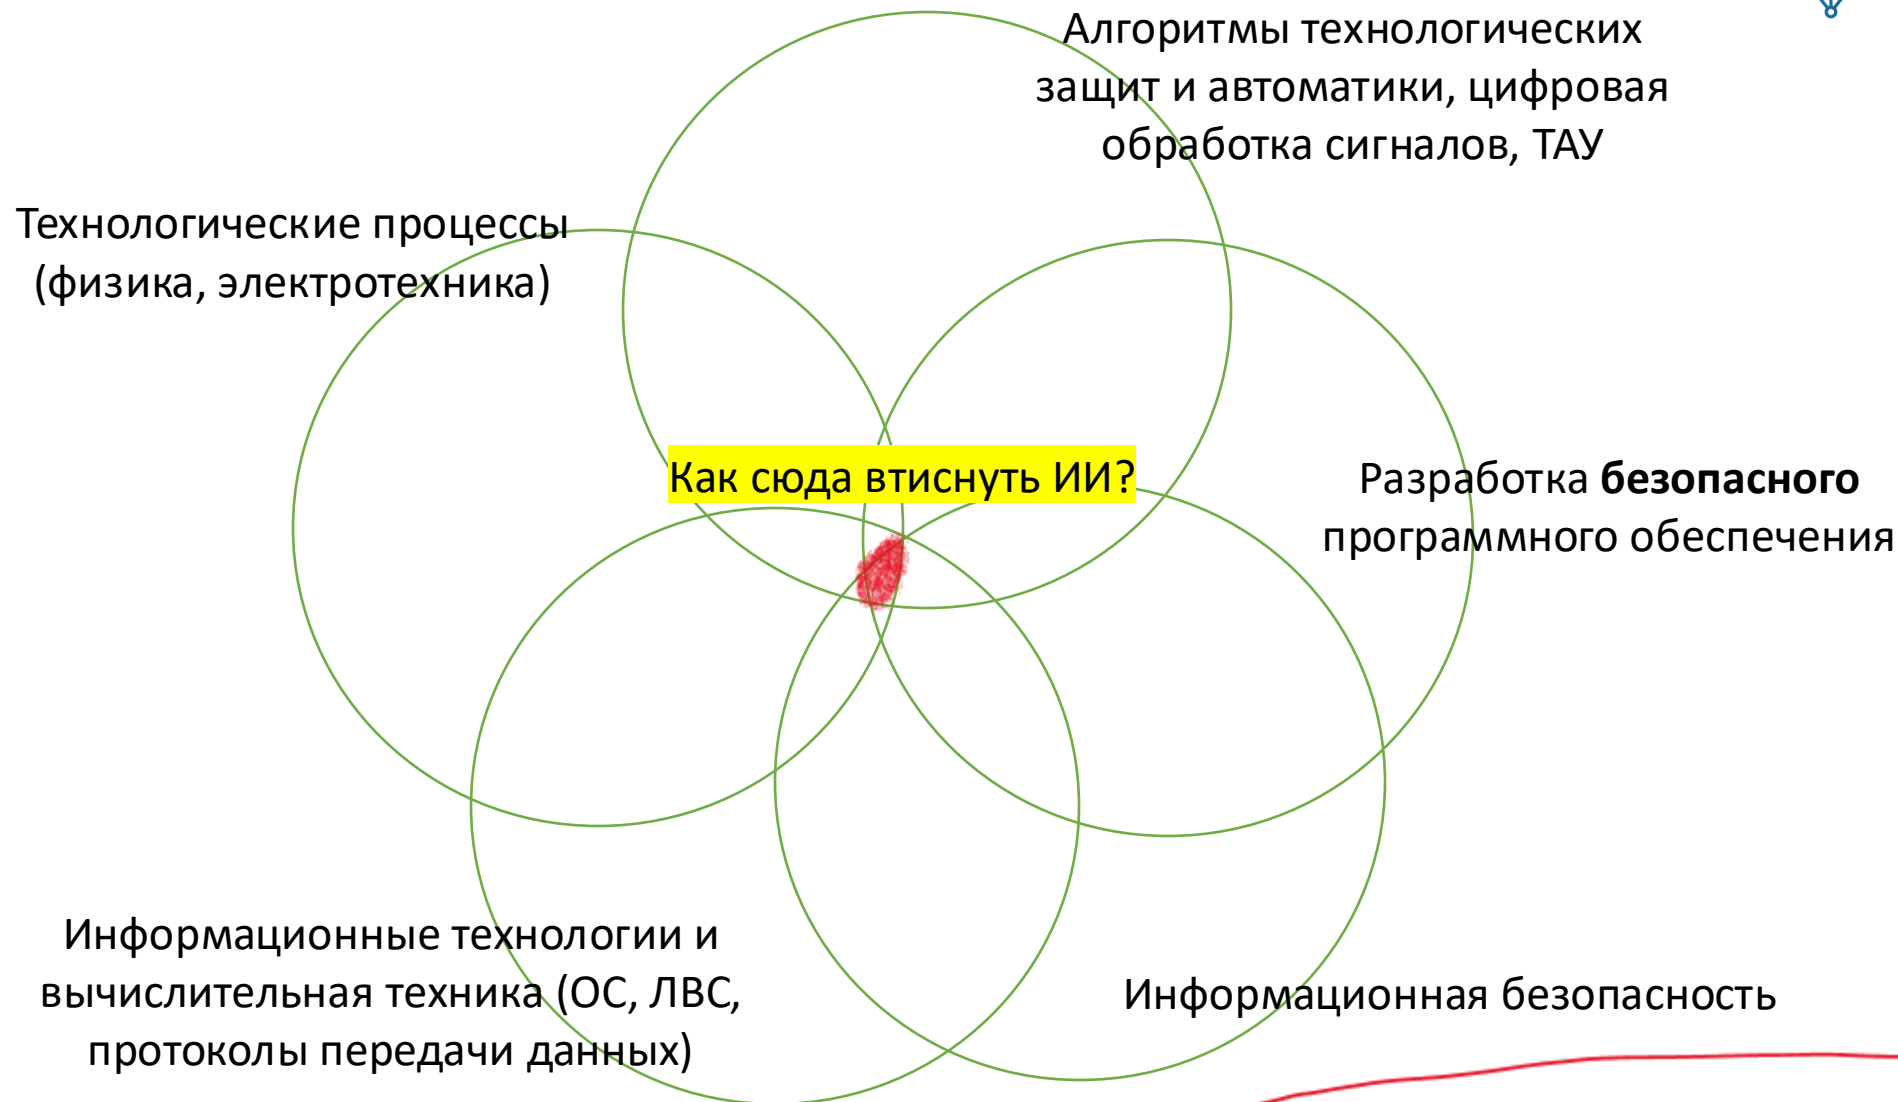 Алгоритмы технологических
защит и автоматики, цифровая
обработка сигналов, ТАУ
Технологические процессы
(физика, электротехника)
Как сюда втиснуть ИИ?
Разработка безопасного
программного обеспечения
Информационные технологии и
вычислительная техника (ОС, ЛВС,
протоколы передачи данных)
Информационная безопасность